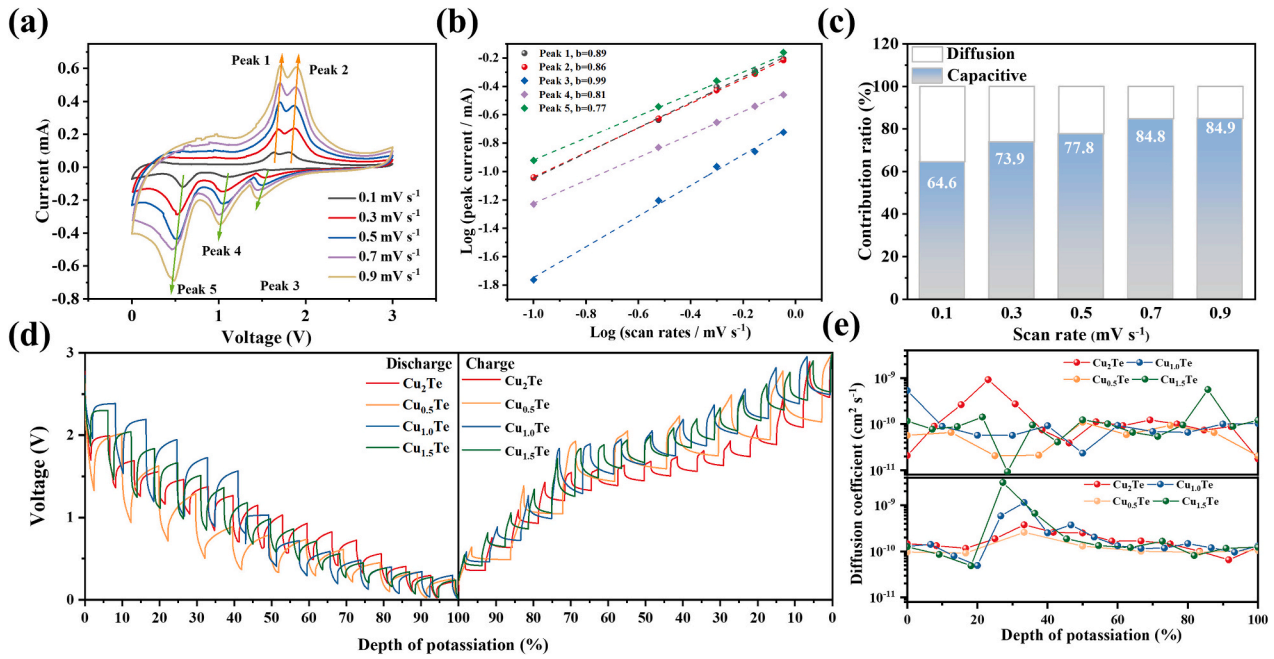 (a)
Peak 1
Peak 2
Peak 3
Peak 4
Peak 5
0.1 mV s⁻¹
0.3 mV s⁻¹
0.5 mV s⁻¹
0.7 mV s⁻¹
0.9 mV s⁻¹
Current (mA)
0.6
0.4
0.2
0.0
-0.2
-0.4
-0.6
-0.8
0
1
2
3
Voltage (V)
(b)
Peak 1, b=0.89
Peak 2, b=0.86
Peak 3, b=0.99
Peak 4, b=0.81
Peak 5, b=0.77
Log (peak current / mA)
-0.2
-0.4
-0.6
-0.8
-1.0
-1.2
-1.4
-1.6
-1.8
-1.0
-0.8
-0.6
-0.4
-0.2
0.0
Log (scan rates / mV s⁻¹)
(c)
Diffusion
Capacitive
64.6
73.9
77.8
84.8
84.9
Contribution ratio (%)
120
100
80
60
40
20
0
0.1
0.3
0.5
0.7
0.9
Scan rate (mV s⁻¹)
(d)
Discharge
Cu₂Te
Cu₀.₅Te
Cu₁.₀Te
Cu₁.₅Te
Charge
Cu₂Te
Cu₀.₅Te
Cu₁.₀Te
Cu₁.₅Te
Voltage (V)
3
2
1
0
0 10 20 30 40 50 60 70 80 90 100 90 80 70 60 50 40 30 20 10 0
Depth of potassiation (%)
Depth of potassiation (%)
(e)
Cu₂Te
Cu₁.₀Te
Cu₀.₅Te
Cu₁.₅Te
10⁻⁹
10⁻¹⁰
10⁻¹¹
Cu₂Te
Cu₁.₀Te
Cu₀.₅Te
Cu₁.₅Te
10⁻⁹
10⁻¹⁰
10⁻¹¹
Diffusion coefficient (cm² s⁻¹)
0
20
40
60
80
100
Depth of potassiation (%)